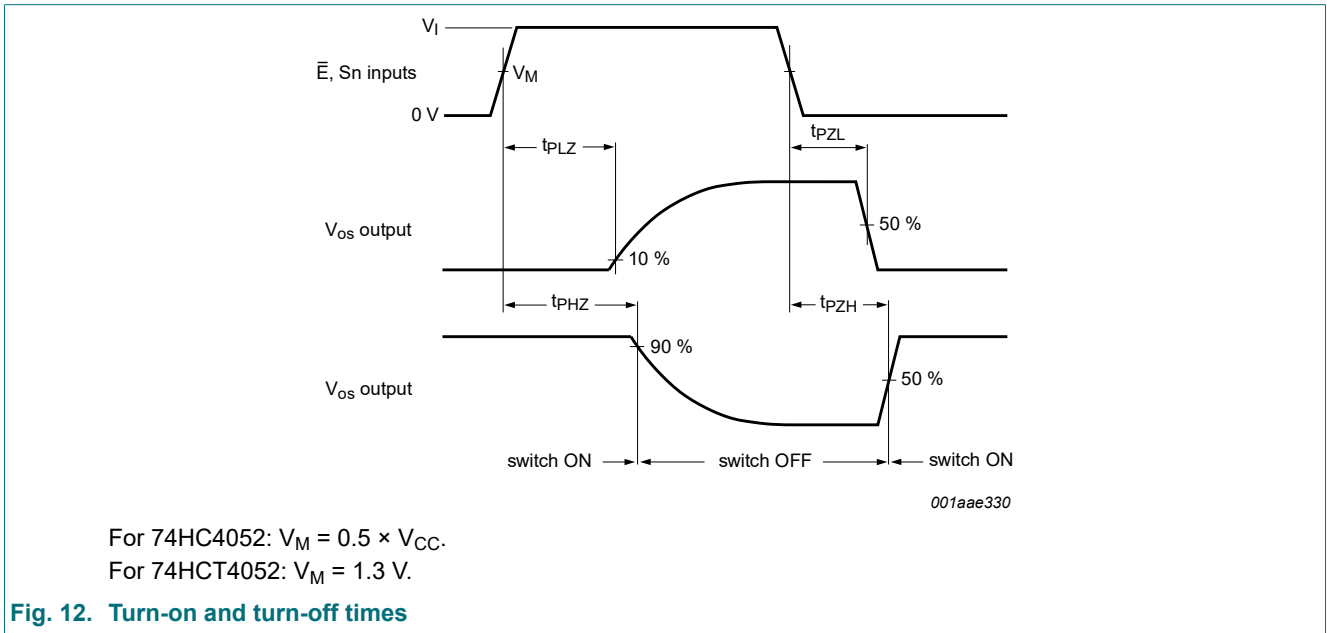 V_I
E̅, Sn inputs
V_M
0 V
t_PLZ
t_PZL
V_os output
10 %
50 %
t_PHZ
t_PZH
90 %
V_os output
50 %
switch ON
switch OFF
switch ON
001aae330
For 74HC4052: V_M = 0.5 × V_CC.
For 74HCT4052: V_M = 1.3 V.
Fig. 12. Turn-on and turn-off times